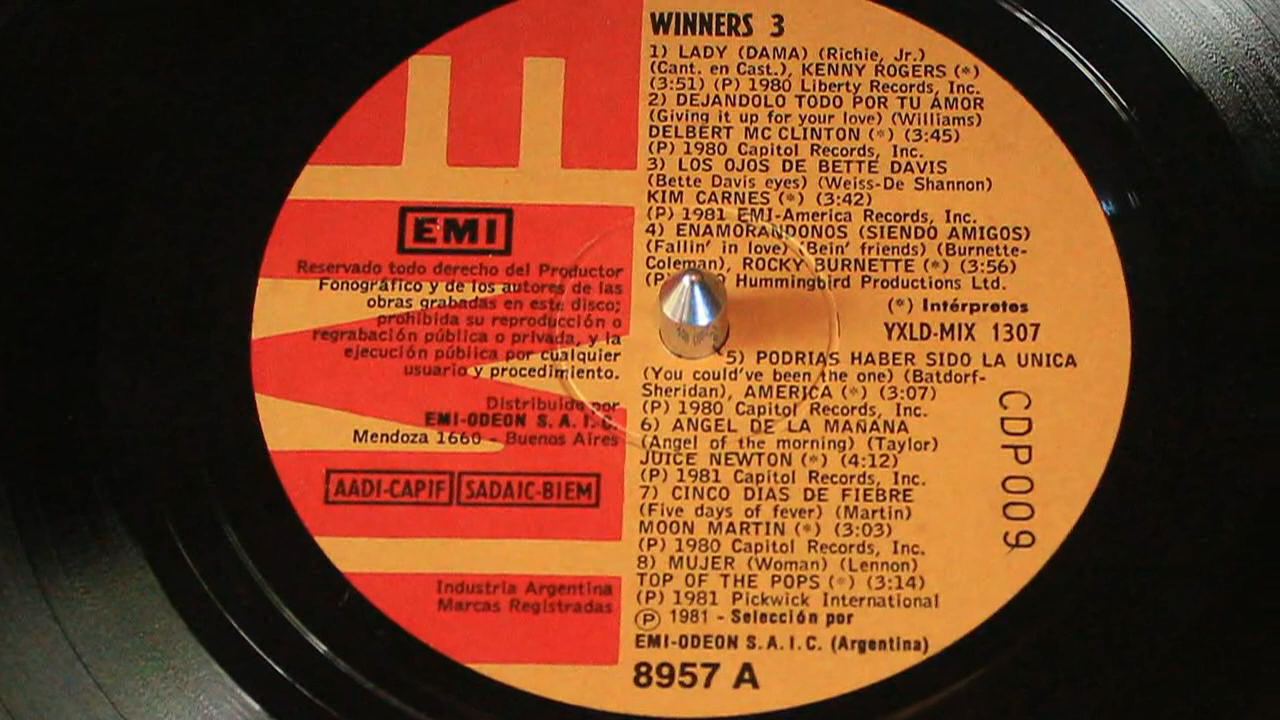 EMI
Reservado todo derecho del Productor
Fonográfico y de los autores de las
obras grabadas en este disco;
prohibida su reproducción o
regrabación pública o privada, y la
ejecución pública por cualquier
usuario y procedimiento.
Distribuido por
EMI-ODEON S.A.I.C.
Mendoza 1660 - Buenos Aires
AADI-CAPIF SADAIC-BIEM
Industria Argentina
Marcas Registradas
WINNERS 3
1) LADY (DAMA) (Richie, Jr.)
(Cant. en Cast.), KENNY ROGERS (*)
(3:51) (P) 1980 Liberty Records, Inc.
2) DEJANDOLO TODO POR TU AMOR
(Giving it up for your love) (Williams)
DELBERT MC CLINTON (*) (3:45)
(P) 1980 Capitol Records, Inc.
3) LOS OJOS DE BETTE DAVIS
(Bette Davis eyes) (Weiss-De Shannon)
KIM CARNES (*) (3:42)
(P) 1981 EMI-America Records, Inc.
4) ENAMORANDONOS (SIENDO AMIGOS)
(Fallin' in love) (Bein' friends) (Burnette-
Coleman), ROCKY BURNETTE (*) (3:56)
Hummingbird Productions Ltd.
(*) Intérpretes
YXLD-MIX 1307
5) PODRIAS HABER SIDO LA UNICA
(You could've been the one) (Batdorf-
Sheridan), AMERICA (*) (3:07)
(P) 1980 Capitol Records, Inc.
6) ANGEL DE LA MAÑANA
(Angel of the morning) (Taylor)
JUICE NEWTON (*) (4:12)
(P) 1981 Capitol Records, Inc.
7) CINCO DIAS DE FIEBRE
(Five days of fever) (Martin)
MOON MARTIN (*) (3:03)
(P) 1980 Capitol Records, Inc.
8) MUJER (Woman) (Lennon)
TOP OF THE POPS (*) (3:14)
(P) 1981 Pickwick International
Ⓟ 1981 - Selección por
EMI-ODEON S.A.I.C. (Argentina)
8957 A
CDP009